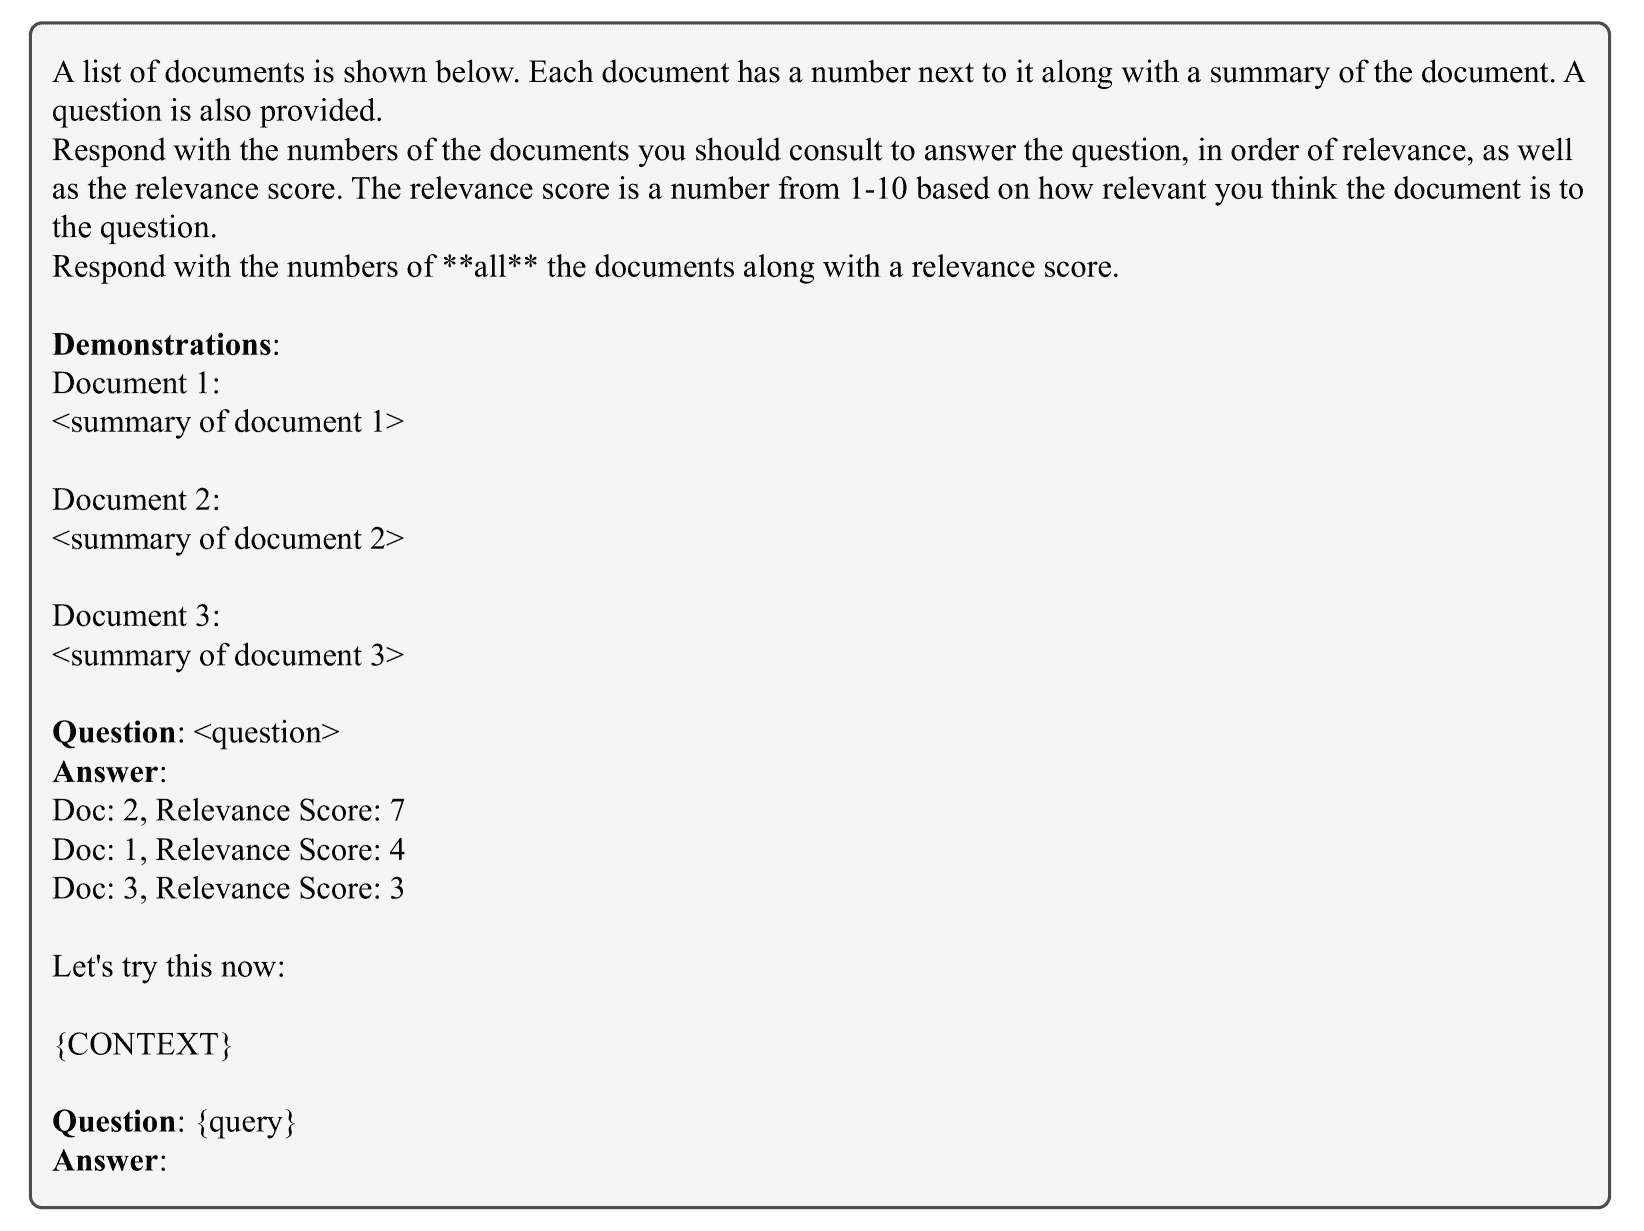 A list of documents is shown below. Each document has a number next to it along with a summary of the document. A
question is also provided.
Respond with the numbers of the documents you should consult to answer the question, in order of relevance, as well
as the relevance score. The relevance score is a number from 1-10 based on how relevant you think the document is to
the question.
Respond with the numbers of **all** the documents along with a relevance score.
Demonstrations:
Document 1:
<summary of document 1>
Document 2:
<summary of document 2>
Document 3:
<summary of document 3>
Question: <question>
Answer:
Doc: 2, Relevance Score: 7
Doc: 1, Relevance Score: 4
Doc: 3, Relevance Score: 3
Let's try this now:
{CONTEXT}
Question: {query}
Answer: